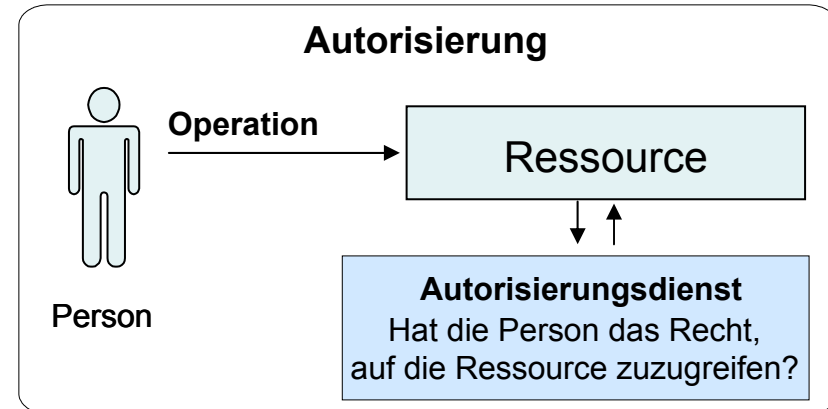 Autorisierung
Operation
Ressource
Person
Autorisierungsdienst
Hat die Person das Recht,
auf die Ressource zuzugreifen?